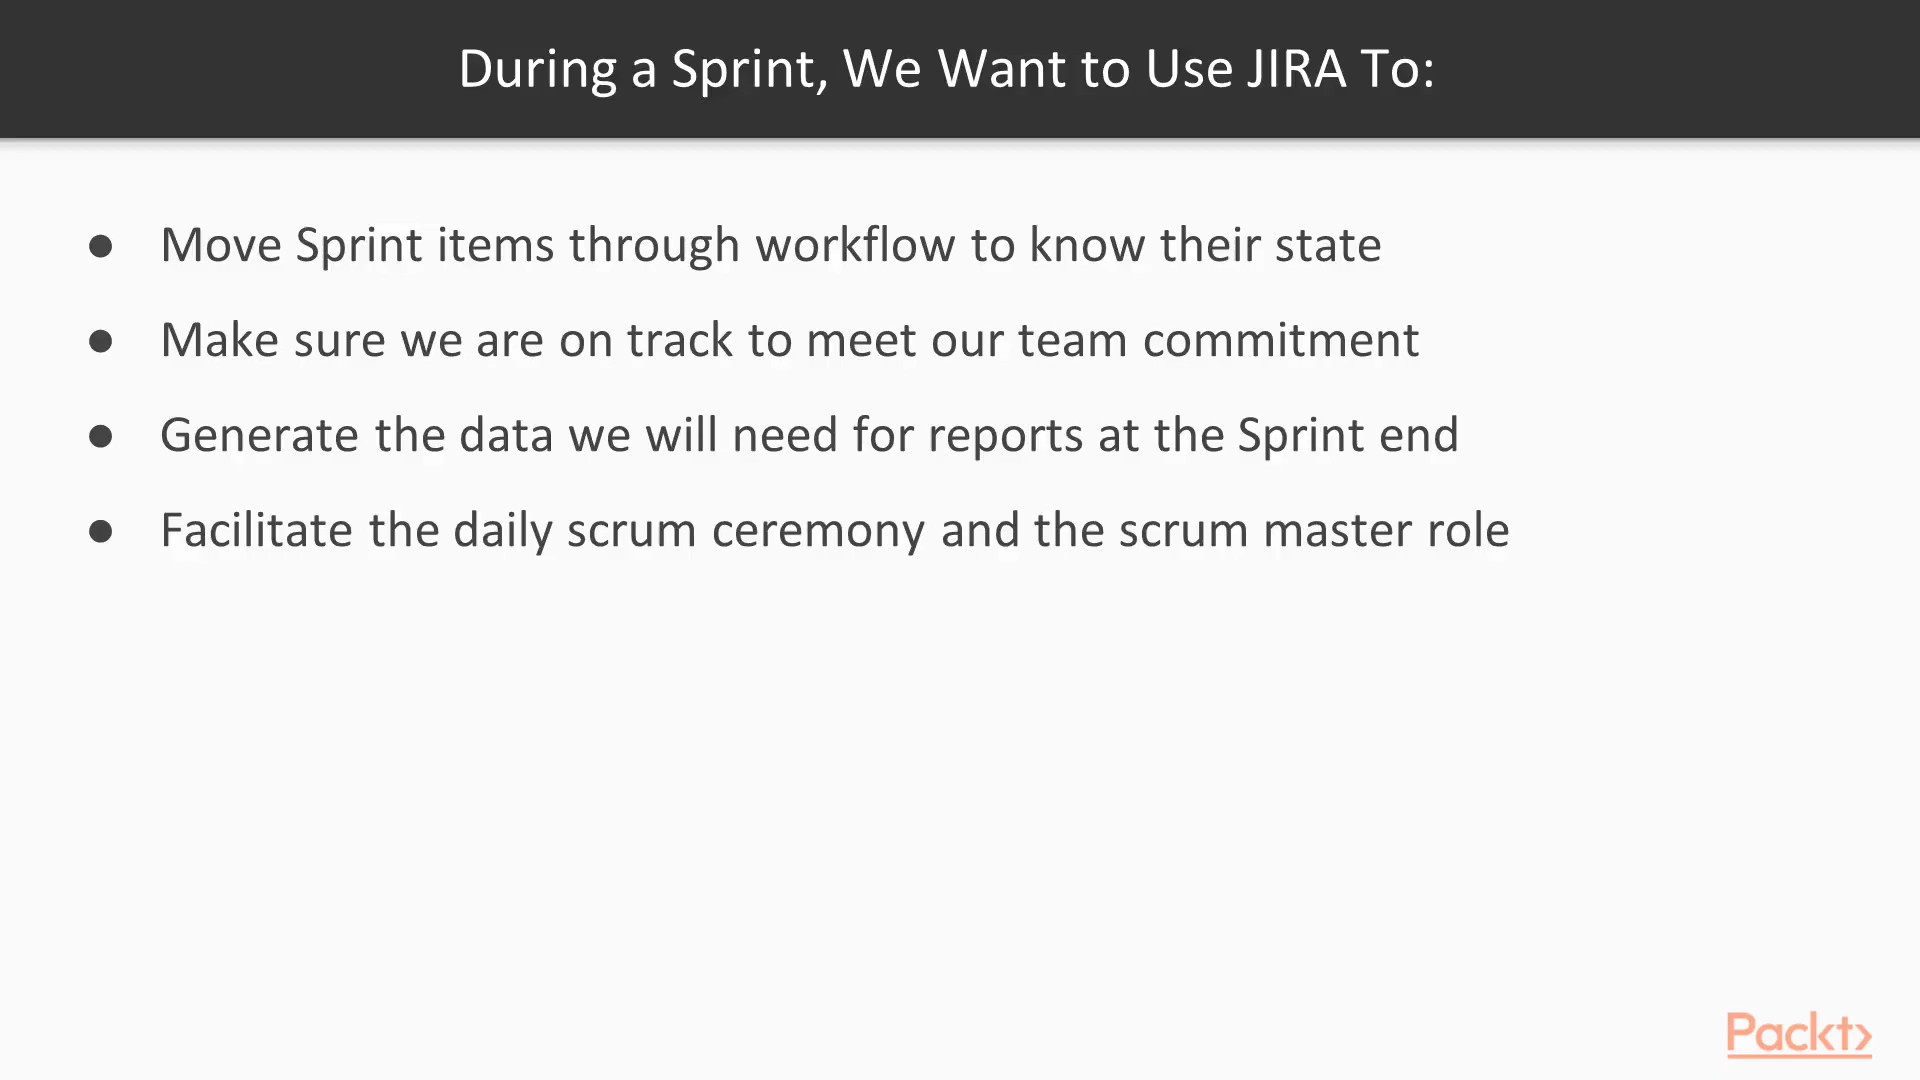 During a Sprint, We Want to Use JIRA To:
● Move Sprint items through workflow to know their state
● Make sure we are on track to meet our team commitment
● Generate the data we will need for reports at the Sprint end
● Facilitate the daily scrum ceremony and the scrum master role
Packt>